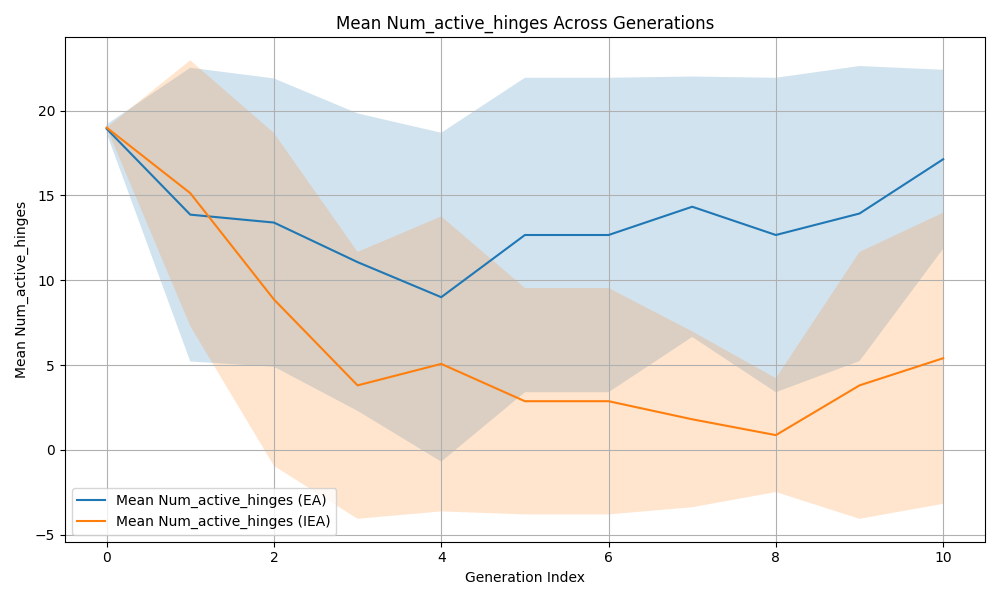 Mean Num_active_hinges Across Generations
Mean Num_active_hinges
20
15
10
5
0
−5
Mean Num_active_hinges (EA)
Mean Num_active_hinges (IEA)
0 2 4 6 8 10
Generation Index